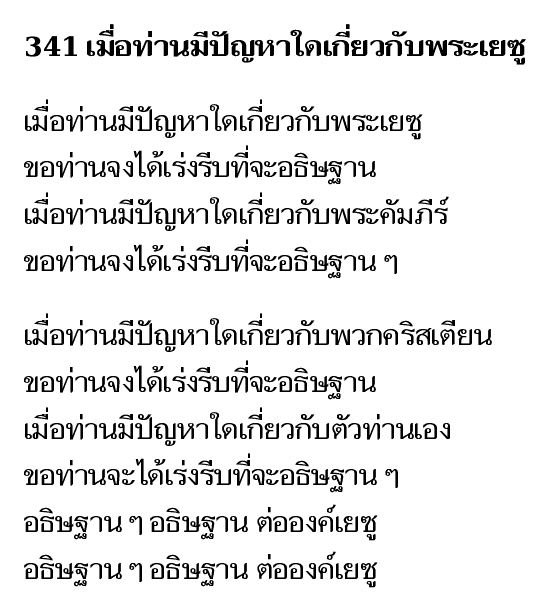 341 เมื่อท่านมีปัญหาใดเกี่ยวกับพระเยซู
เมื่อท่านมีปัญหาใดเกี่ยวกับพระเยซู
ขอท่านจงได้เร่งรีบที่จะอธิษฐาน
เมื่อท่านมีปัญหาใดเกี่ยวกับพระคัมภีร์
ขอท่านจงได้เร่งรีบที่จะอธิษฐาน ๆ
เมื่อท่านมีปัญหาใดเกี่ยวกับพวกคริสเตียน
ขอท่านจงได้เร่งรีบที่จะอธิษฐาน
เมื่อท่านมีปัญหาใดเกี่ยวกับตัวท่านเอง
ขอท่านจะได้เร่งรีบที่จะอธิษฐาน ๆ
อธิษฐาน ๆ อธิษฐาน ต่อองค์เยซู
อธิษฐาน ๆ อธิษฐาน ต่อองค์เยซู